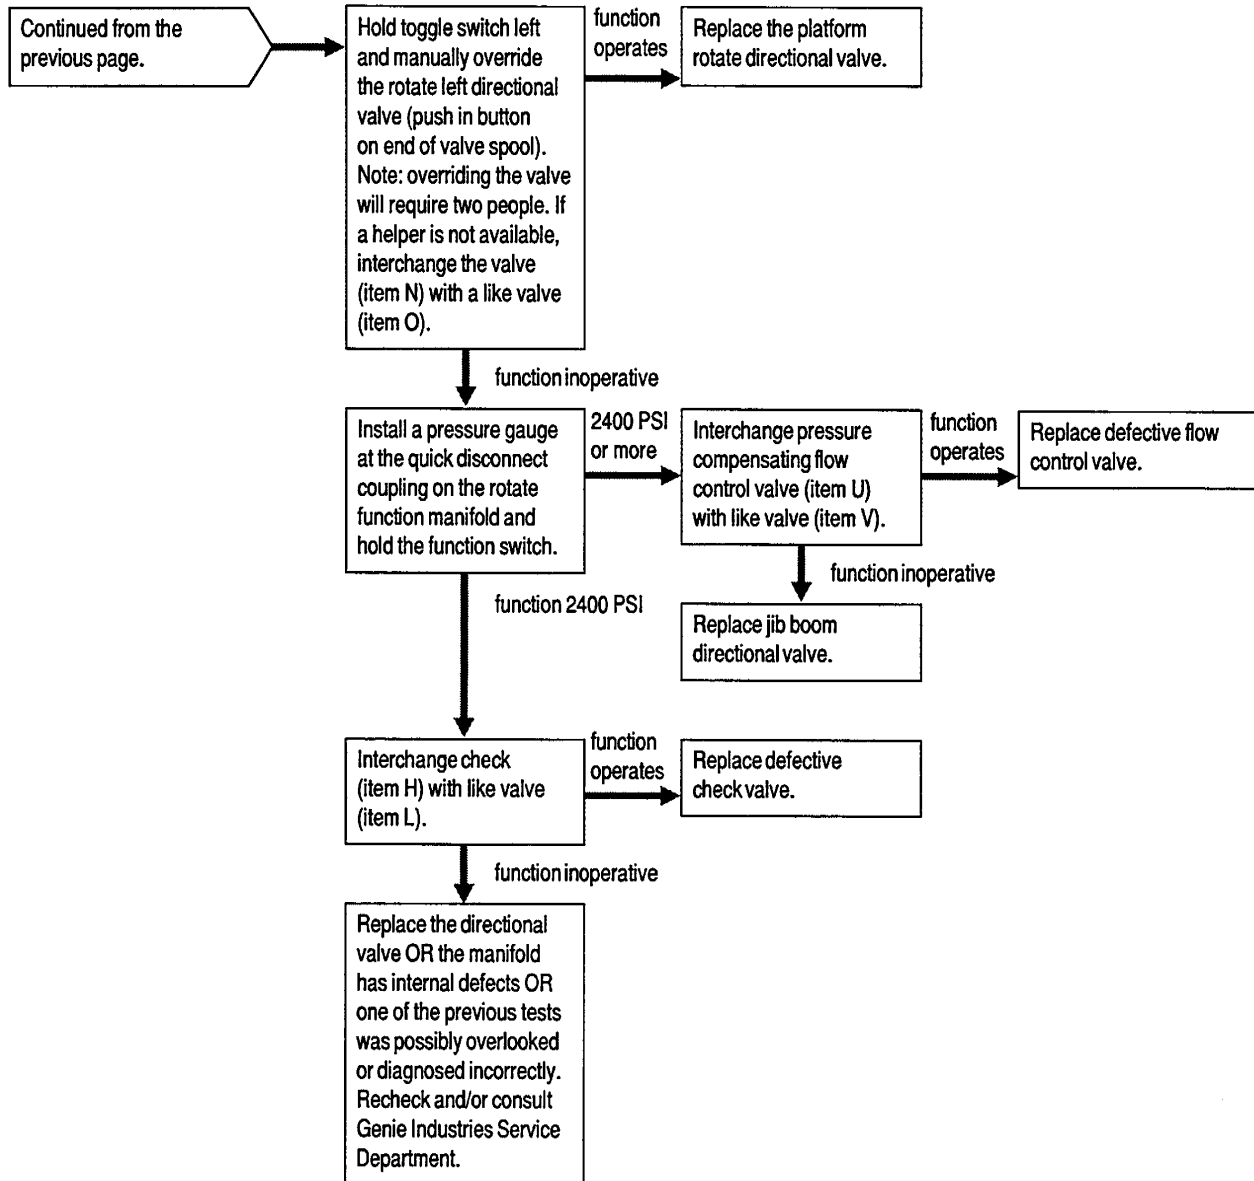 Continued from the
previous page.
Hold toggle switch left
and manually override
the rotate left directional
valve (push in button
on end of valve spool).
Note: overriding the valve
will require two people. If
a helper is not available,
interchange the valve
(item N) with a like valve
(item O).
function
operates
Replace the platform
rotate directional valve.
function inoperative
Install a pressure gauge
at the quick disconnect
coupling on the rotate
function manifold and
hold the function switch.
2400 PSI
or more
Interchange pressure
compensating flow
control valve (item U)
with like valve (item V).
function
operates
Replace defective flow
control valve.
function inoperative
Replace jib boom
directional valve.
function 2400 PSI
Interchange check
(item H) with like valve
(item L).
function
operates
Replace defective
check valve.
function inoperative
Replace the directional
valve OR the manifold
has internal defects OR
one of the previous tests
was possibly overlooked
or diagnosed incorrectly.
Recheck and/or consult
Genie Industries Service
Department.